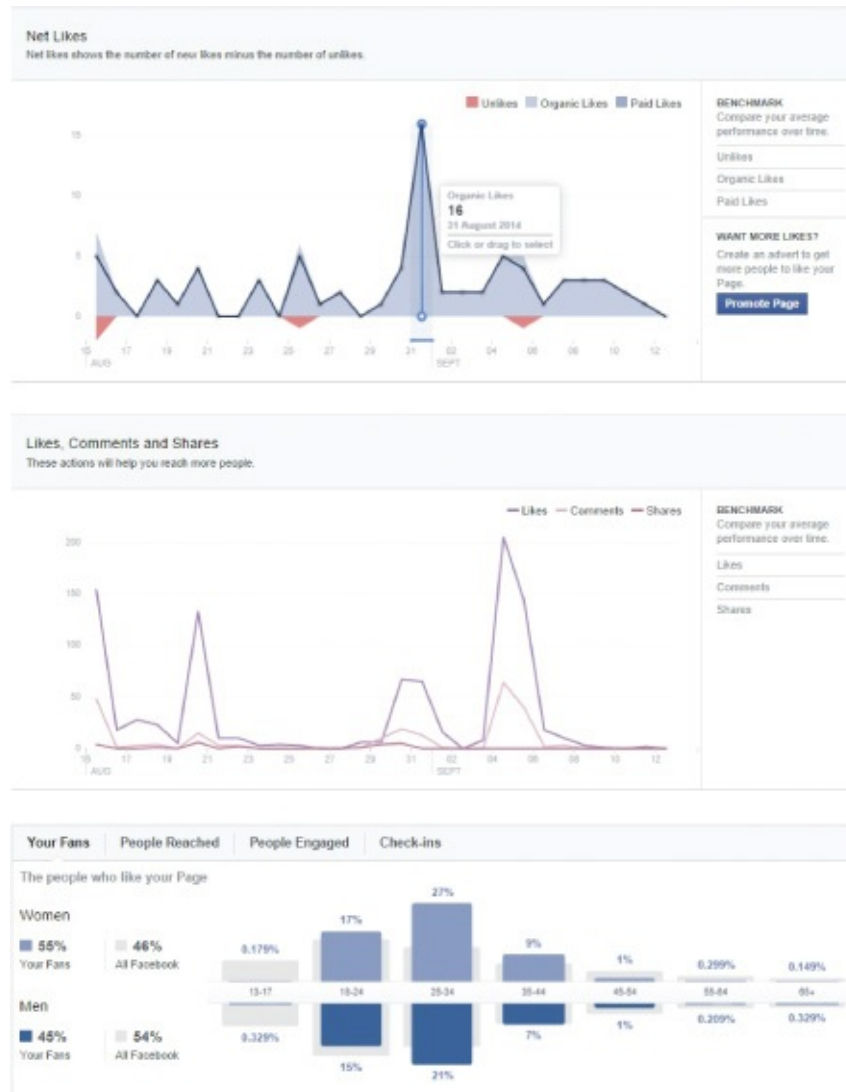 Net Likes
Net likes shows the number of new likes minus the number of unlikes.
Unlikes Organic Likes Paid Likes
BENCHMARK
Compare your average
performance over time.
Unlikes
Organic Likes
Paid Likes
WANT MORE LIKES?
Create an advert to get
more people to like your
Page.
Promote Page
15
10
5
0
Organic Likes
16
31 August 2014
Click or drag to select
15 17 19 21 23 25 27 29 31 02 04 06 08 10 12
AUG SEPT
Likes, Comments and Shares
These actions will help you reach more people.
Likes Comments Shares
BENCHMARK
Compare your average
performance over time.
Likes
Comments
Shares
200
150
100
50
0
15 17 19 21 23 25 27 29 31 02 04 06 08 10 12
AUG SEPT
Your Fans People Reached People Engaged Check-ins
The people who like your Page
Women
55% 46%
Your Fans All Facebook
0.179% 17% 27% 9% 1% 0.299% 0.149%
13-17 18-24 25-34 35-44 45-54 55-64 65+
Men
45% 54%
Your Fans All Facebook
0.329% 15% 21% 7% 1% 0.209% 0.329%